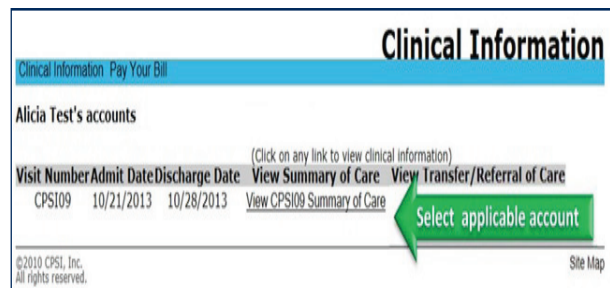 Clinical Information
Clinical Information Pay Your Bill
Alicia Test's accounts
(Click on any link to view clinical information)
Visit Number Admit Date Discharge Date View Summary of Care View Transfer/Referral of Care
CPSI09 10/21/2013 10/28/2013 View CPSI09 Summary of Care
Select applicable account
©2010 CPSI, Inc. Site Map
All rights reserved.